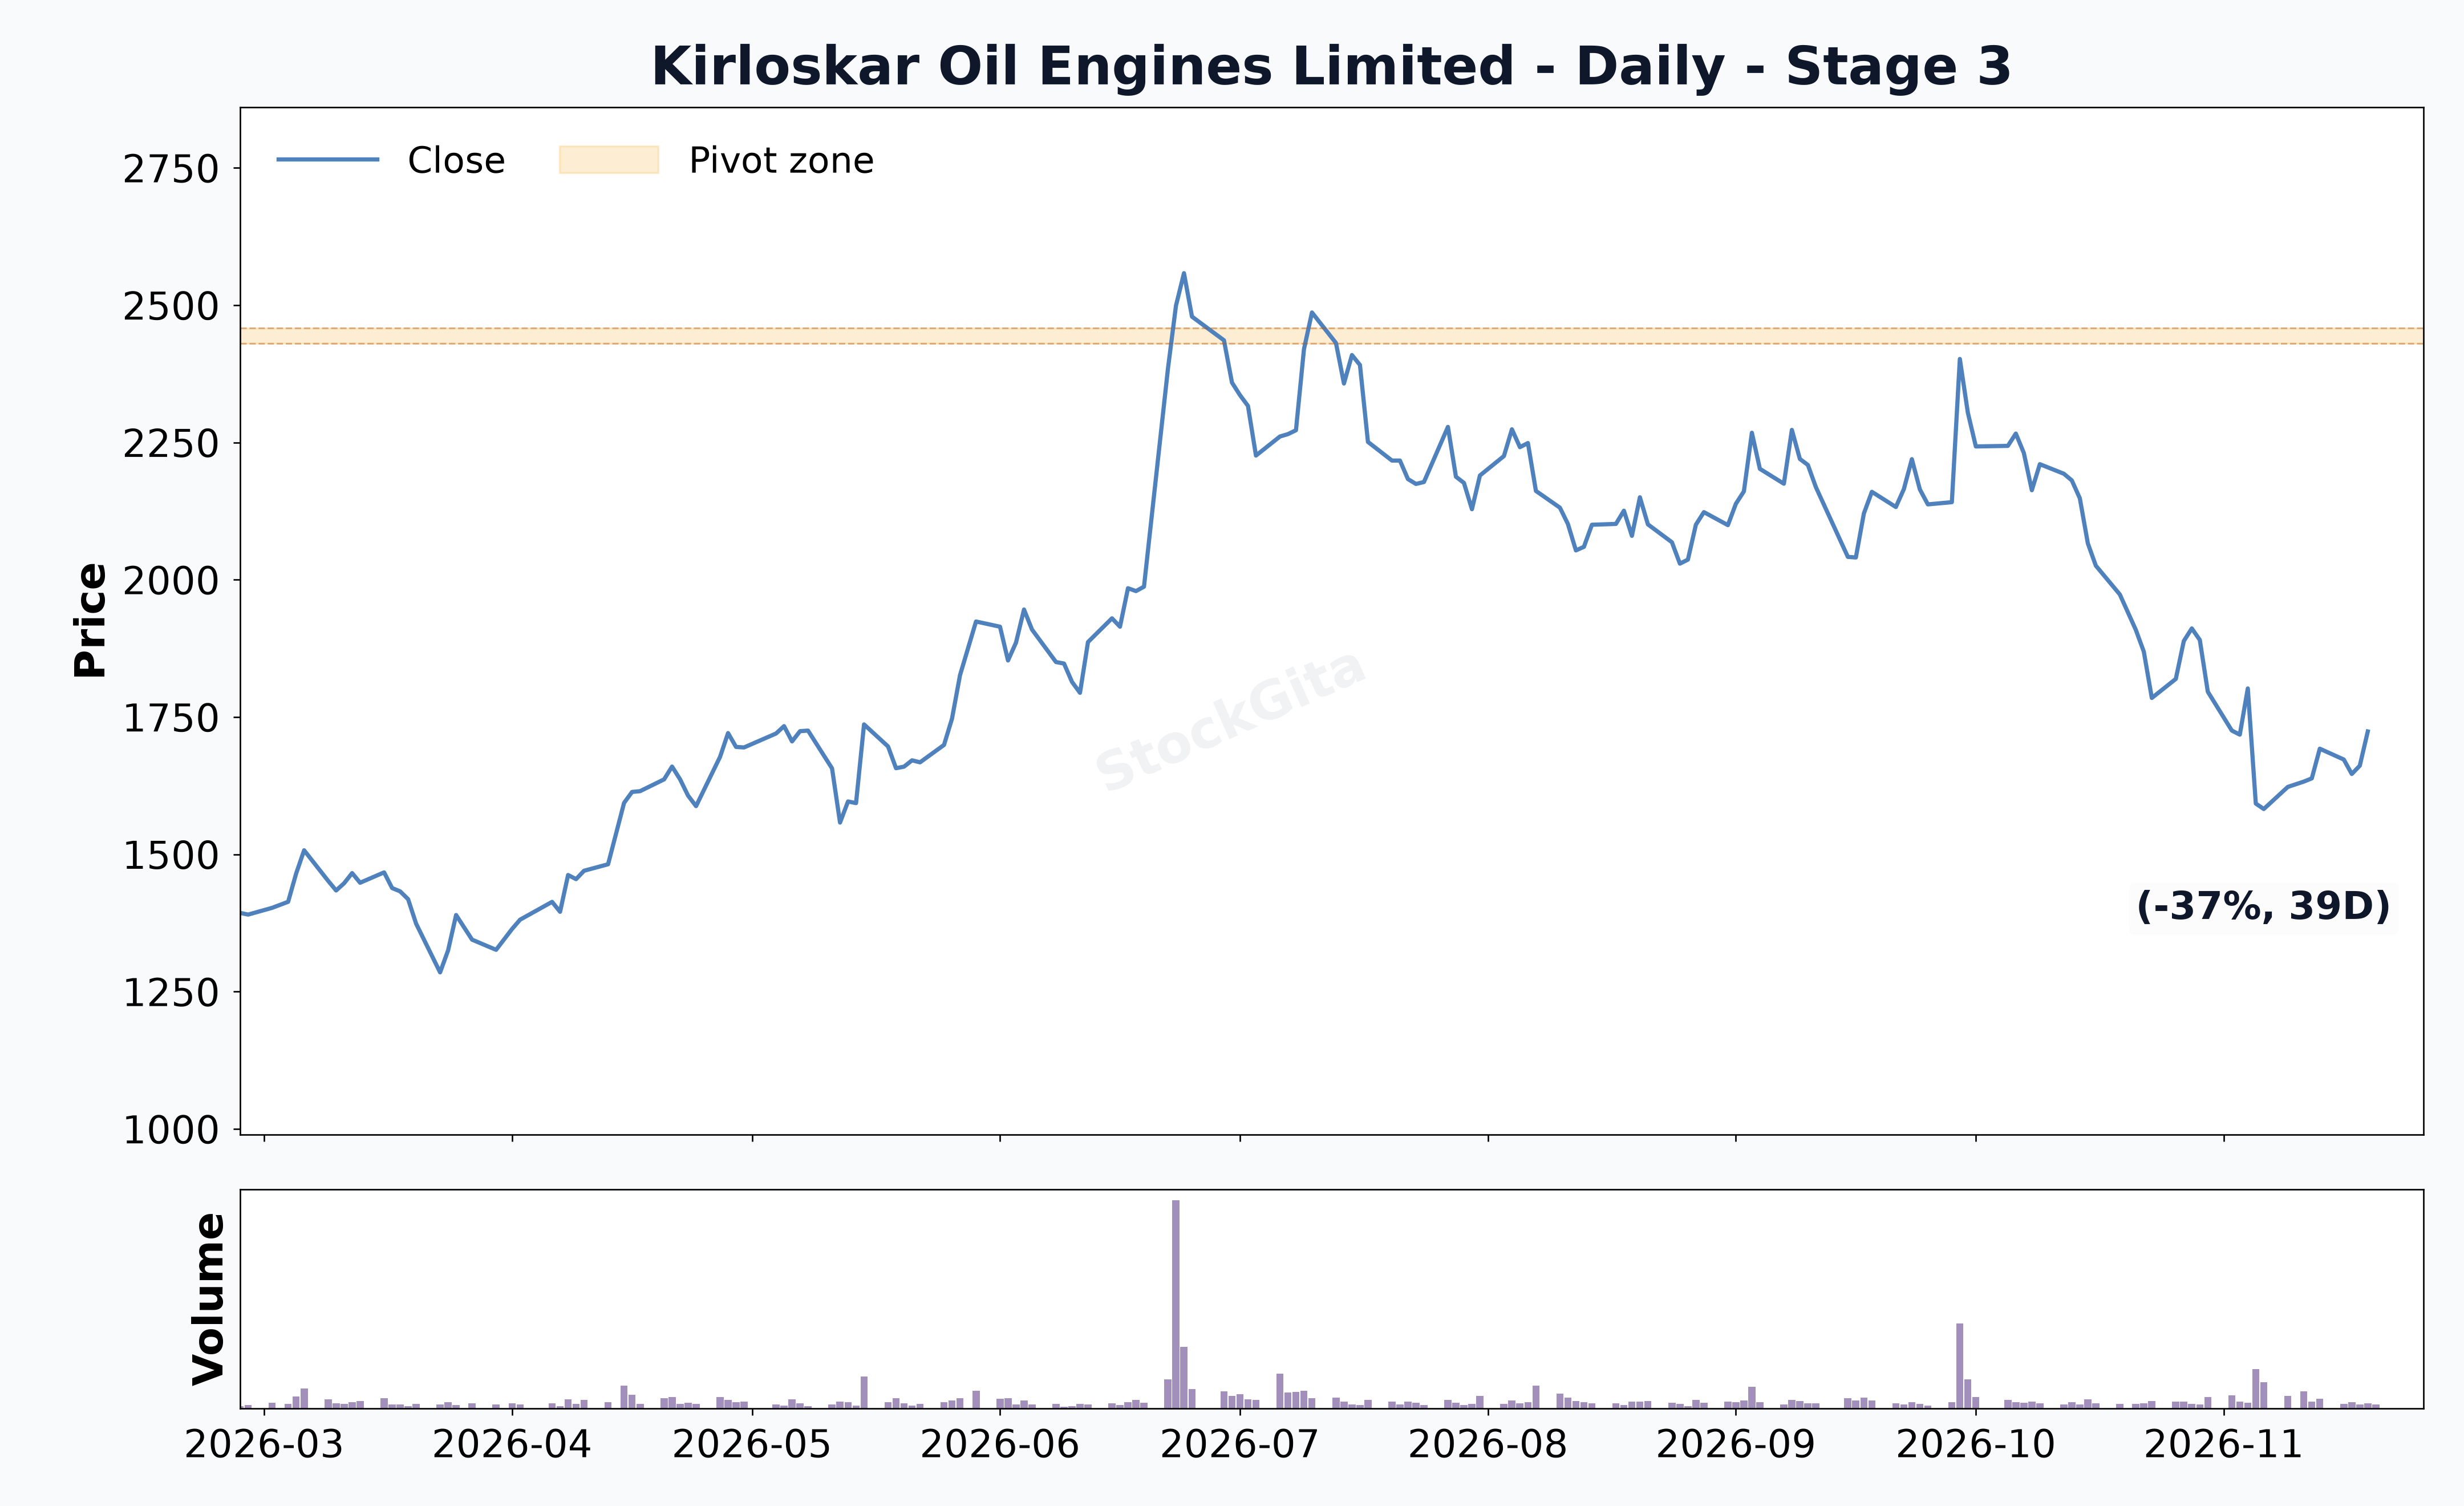 Kirloskar Oil Engines Limited - Daily - Stage 3
Close
Pivot zone
2750
2500
2250
2000
1750
1500
1250
1000
Price
StockGita
(-37%, 39D)
Volume
2026-03
2026-04
2026-05
2026-06
2026-07
2026-08
2026-09
2026-10
2026-11